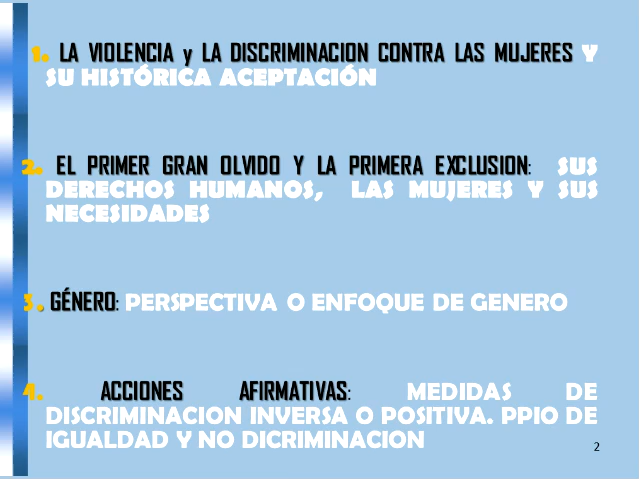 1. LA VIOLENCIA y LA DISCRIMINACION CONTRA LAS MUJERES Y
SU HISTÓRICA ACEPTACIÓN
2. EL PRIMER GRAN OLVIDO Y LA PRIMERA EXCLUSION: SUS
DERECHOS HUMANOS, LAS MUJERES Y SUS
NECESIDADES
3. GÉNERO: PERSPECTIVA O ENFOQUE DE GENERO
4. ACCIONES AFIRMATIVAS: MEDIDAS DE
DISCRIMINACION INVERSA O POSITIVA. PPIO DE
IGUALDAD Y NO DICRIMINACION
2